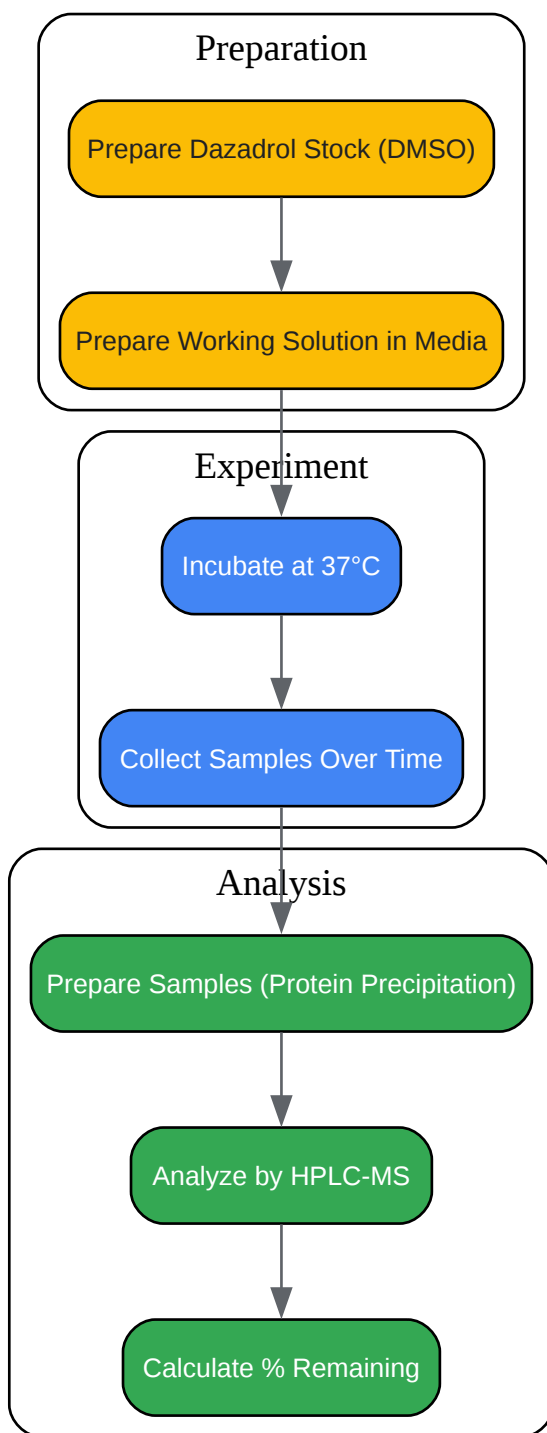 Preparation
Prepare Dazadrol Stock (DMSO)
Prepare Working Solution in Media
Experiment
Incubate at 37°C
Collect Samples Over Time
Analysis
Prepare Samples (Protein Precipitation)
Analyze by HPLC-MS
Calculate % Remaining